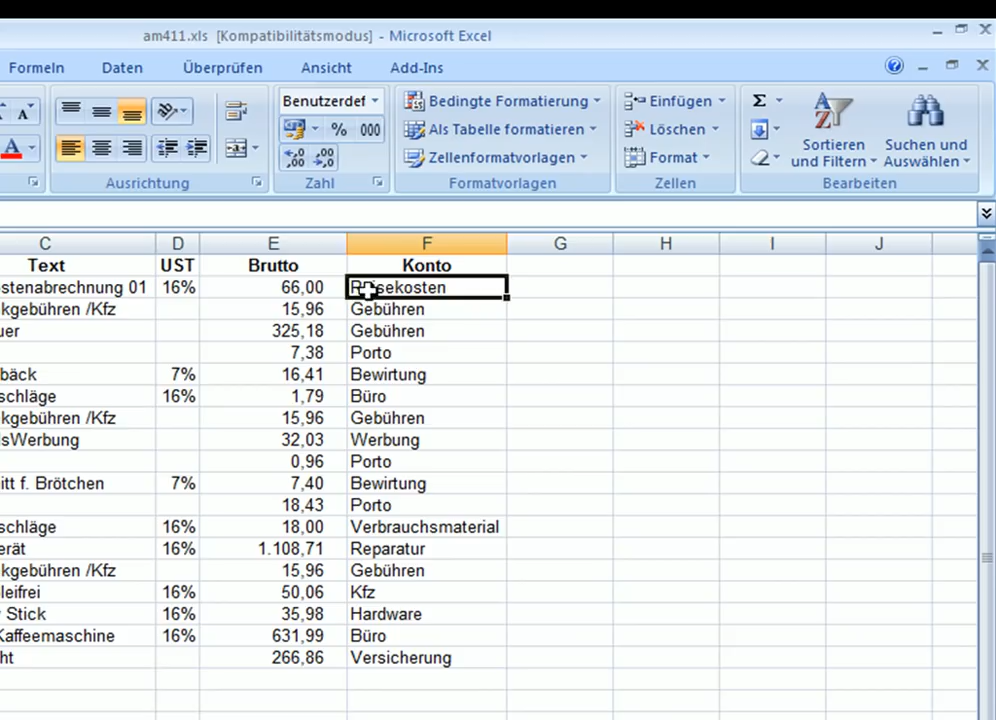 am411.xls [Kompatibilitätsmodus] - Microsoft Excel
Formeln Daten Überprüfen Ansicht Add-Ins
Benutzerdef Bedingte Formatierung Einfügen Σ
A % 000 Als Tabelle formatieren Löschen Sortieren und Filtern Suchen und Auswählen
,00 Zellenformatvorlagen Format
Ausrichtung Zahl Formatvorlagen Zellen Bearbeiten
C D E F G H I J
Text UST Brutto Konto
stenabrechnung 01 16% 66,00 Reisekosten
kgebühren /Kfz 15,96 Gebühren
uer 325,18 Gebühren
7,38 Porto
bäck 7% 16,41 Bewirtung
schläge 16% 1,79 Büro
kgebühren /Kfz 15,96 Gebühren
lsWerbung 32,03 Werbung
0,96 Porto
itt f. Brötchen 7% 7,40 Bewirtung
18,43 Porto
schläge 16% 18,00 Verbrauchsmaterial
erät 16% 1.108,71 Reparatur
kgebühren /Kfz 15,96 Gebühren
leifrei 16% 50,06 Kfz
Stick 16% 35,98 Hardware
Kaffeemaschine 16% 631,99 Büro
ht 266,86 Versicherung